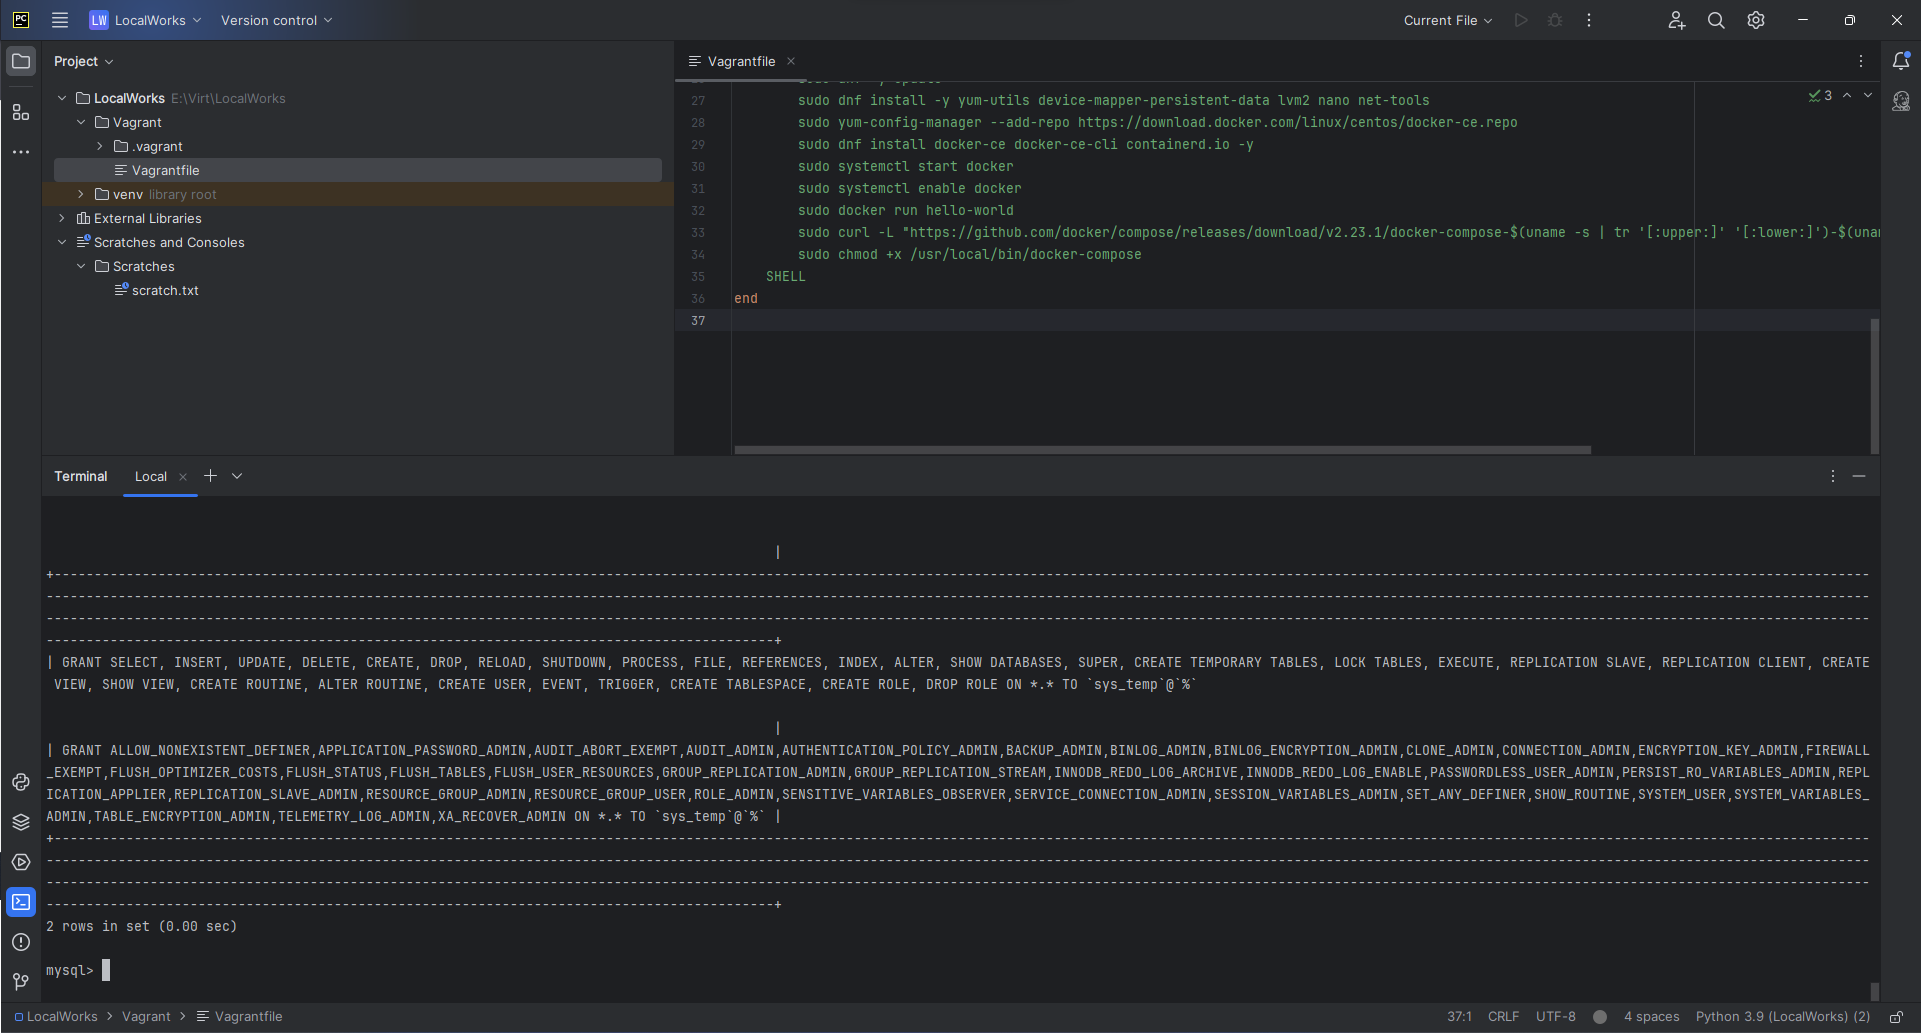 PC
LW LocalWorks Version control Current File
Project
LocalWorks E:\Virt\LocalWorks
Vagrant
.vagrant
Vagrantfile
venv library root
External Libraries
Scratches and Consoles
Scratches
scratch.txt
Vagrantfile
3
27 sudo dnf install -y yum-utils device-mapper-persistent-data lvm2 nano net-tools
28 sudo yum-config-manager --add-repo https://download.docker.com/linux/centos/docker-ce.repo
29 sudo dnf install docker-ce docker-ce-cli containerd.io -y
30 sudo systemctl start docker
31 sudo systemctl enable docker
32 sudo docker run hello-world
33 sudo curl -L "https://github.com/docker/compose/releases/download/v2.23.1/docker-compose-$(uname -s | tr '[:upper:]' '[:lower:]')-$(una
34 sudo chmod +x /usr/local/bin/docker-compose
35 SHELL
36 end
37
Terminal Local
| GRANT SELECT, INSERT, UPDATE, DELETE, CREATE, DROP, RELOAD, SHUTDOWN, PROCESS, FILE, REFERENCES, INDEX, ALTER, SHOW DATABASES, SUPER, CREATE TEMPORARY TABLES, LOCK TABLES, EXECUTE, REPLICATION SLAVE, REPLICATION CLIENT, CREATE
VIEW, SHOW VIEW, CREATE ROUTINE, ALTER ROUTINE, CREATE USER, EVENT, TRIGGER, CREATE TABLESPACE, CREATE ROLE, DROP ROLE ON *.* TO `sys_temp`@`%`
|
| GRANT ALLOW_NONEXISTENT_DEFINER,APPLICATION_PASSWORD_ADMIN,AUDIT_ABORT_EXEMPT,AUDIT_ADMIN,AUTHENTICATION_POLICY_ADMIN,BACKUP_ADMIN,BINLOG_ADMIN,BINLOG_ENCRYPTION_ADMIN,CLONE_ADMIN,CONNECTION_ADMIN,ENCRYPTION_KEY_ADMIN,FIREWALL
_EXEMPT,FLUSH_OPTIMIZER_COSTS,FLUSH_STATUS,FLUSH_TABLES,FLUSH_USER_RESOURCES,GROUP_REPLICATION_ADMIN,GROUP_REPLICATION_STREAM,INNODB_REDO_LOG_ARCHIVE,INNODB_REDO_LOG_ENABLE,PASSWORDLESS_USER_ADMIN,PERSIST_RO_VARIABLES_ADMIN,REPL
ICATION_APPLIER,REPLICATION_SLAVE_ADMIN,RESOURCE_GROUP_ADMIN,RESOURCE_GROUP_USER,ROLE_ADMIN,SENSITIVE_VARIABLES_OBSERVER,SERVICE_CONNECTION_ADMIN,SESSION_VARIABLES_ADMIN,SET_ANY_DEFINER,SHOW_ROUTINE,SYSTEM_USER,SYSTEM_VARIABLES_
ADMIN,TABLE_ENCRYPTION_ADMIN,TELEMETRY_LOG_ADMIN,XA_RECOVER_ADMIN ON *.* TO `sys_temp`@`%` |
2 rows in set (0.00 sec)
mysql>
LocalWorks > Vagrant > Vagrantfile 37:1 CRLF UTF-8 4 spaces Python 3.9 (LocalWorks) (2)